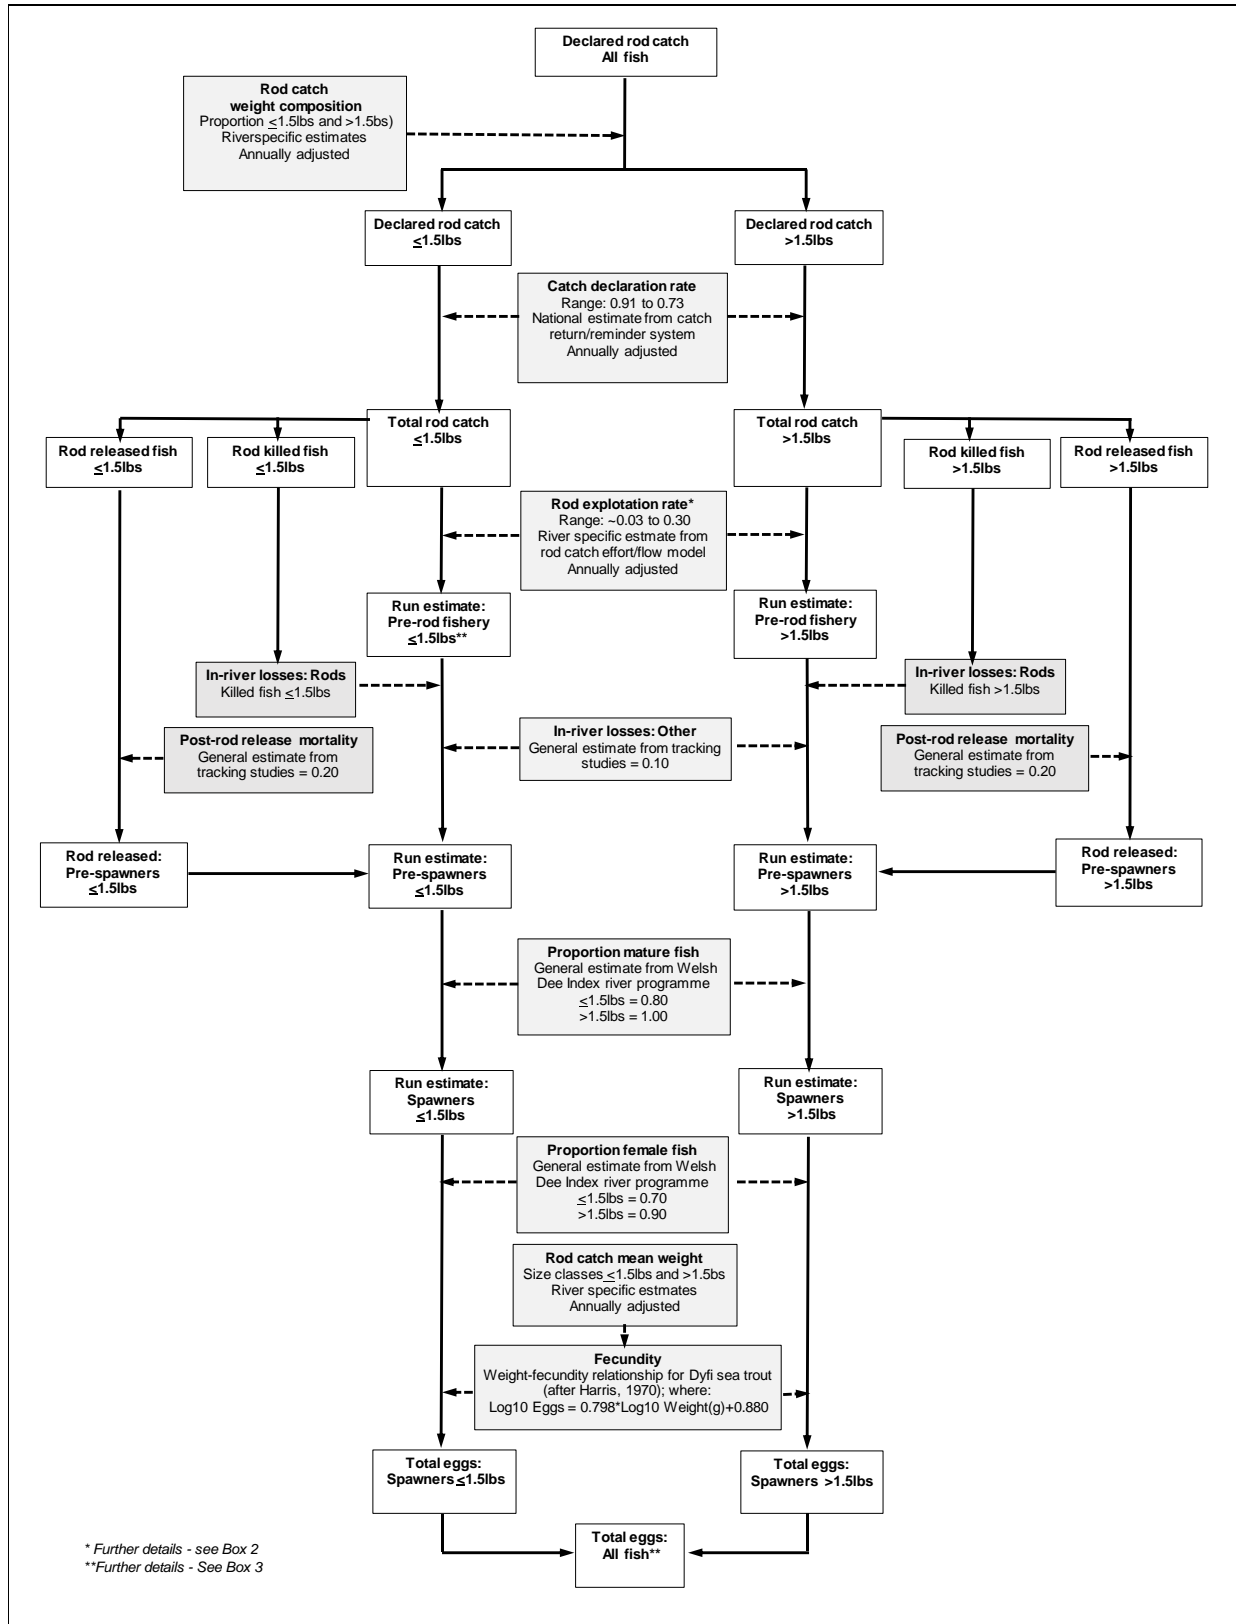 Declared rod catch
All fish
Rod catch
weight composition
Proportion ≤1.5lbs and >1.5bs)
Riverspecific estimates
Annually adjusted
Declared rod catch
≤1.5lbs
Declared rod catch
>1.5lbs
Catch declaration rate
Range: 0.91 to 0.73
National estimate from catch
return/reminder system
Annually adjusted
Rod released fish
≤1.5lbs
Rod killed fish
≤1.5lbs
Total rod catch
≤1.5lbs
Total rod catch
>1.5lbs
Rod killed fish
>1.5lbs
Rod released fish
>1.5lbs
Rod explotation rate*
Range: ~0.03 to 0.30
River specific estmate from
rod catch effort/flow model
Annually adjusted
Run estimate:
Pre-rod fishery
≤1.5lbs**
Run estimate:
Pre-rod fishery
>1.5lbs
In-river losses: Rods
Killed fish ≤1.5lbs
In-river losses: Rods
Killed fish >1.5lbs
Post-rod release mortality
General estimate from
tracking studies = 0.20
In-river losses: Other
General estimate from tracking
studies = 0.10
Post-rod release mortality
General estimate from
tracking studies = 0.20
Rod released:
Pre-spawners
≤1.5lbs
Run estimate:
Pre-spawners
≤1.5lbs
Run estimate:
Pre-spawners
>1.5lbs
Rod released:
Pre-spawners
>1.5lbs
Proportion mature fish
General estimate from Welsh
Dee Index river programme
≤1.5lbs = 0.80
>1.5lbs = 1.00
Run estimate:
Spawners
≤1.5lbs
Run estimate:
Spawners
>1.5lbs
Proportion female fish
General estimate from Welsh
Dee Index river programme
≤1.5lbs = 0.70
>1.5lbs = 0.90
Rod catch mean weight
Size classes ≤1.5lbs and >1.5bs
River specific estmates
Annually adjusted
Fecundity
Weight-fecundity relationship for Dyfi sea trout
(after Harris, 1970); where:
Log10 Eggs = 0.798*Log10 Weight(g)+0.880
Total eggs:
Spawners ≤1.5lbs
Total eggs:
Spawners >1.5lbs
Total eggs:
All fish**
* Further details - see Box 2
**Further details - See Box 3